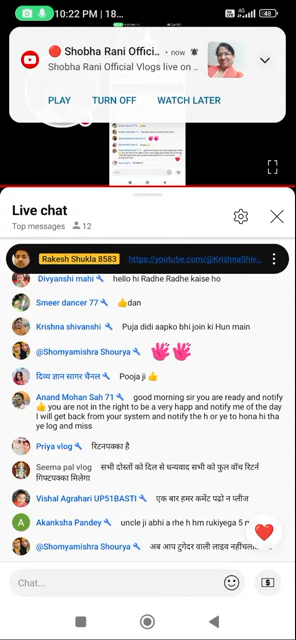 10:22 PM | 18...
4G
48
Shobha Rani Offici.. • now
Shobha Rani Official Vlogs live on ..
PLAY TURN OFF WATCH LATER
Live chat
Top messages 12
Rakesh Shukla 8583 https://youtube.com/@KrishnaShiv...
Divyanshi mahi hello hi Radhe Radhe kaise ho
Smeer dancer 77 👍dan
Krishna shivanshi Puja didi aapko bhi join ki Hun main
@Shomyamishra Shourya
दिव्य ज्ञान सागर चैनल Pooja ji 👍
Anand Mohan Sah 71 good morning sir you are ready and notify
👍 you are not in the right to be a very happ and notify me of the day
I will get back from your system and notify the h or ye to hona hi tha
ye log and miss
Priya vlog रिटनपक्का है
Seema pal vlog सभी दोस्तों को दिल से धन्यवाद सभी को फुल वॉच रिटर्न
गिफ्टपक्का मिलेगा
Vishal Agrahari UP51BASTI एक बार हमर कमेंट पढो न प्लीज
A Akanksha Pandey uncle ji abhi a rhe h hm rukiyega 5 m
@Shomyamishra Shourya अब आप टुगेदर वाली लाइव नहीं
Chat...